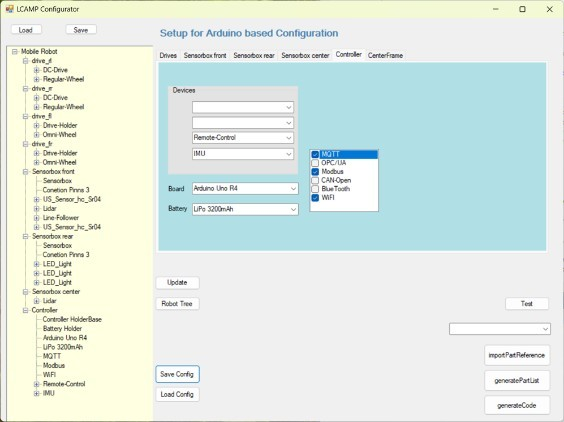 LCAMP Configurator
Load
Save
Setup for Arduino based Configuration
Drives
Sensorbox front
Sensorbox rear
Sensorbox center
Controller
CenterFrame
Mobile Robot
drive_rl
DC-Drive
Regular-Wheel
drive_rr
DC-Drive
Regular-Wheel
drive_fl
Drive-Holder
Omni-Wheel
drive_fr
Drive-Holder
Omni-Wheel
Sensorbox front
Sensorbox
Conetion Pinns 3
US_Sensor_hc_Sr04
Lidar
Line-Follower
US_Sensor_hc_Sr04
Sensorbox rear
Sensorbox
Conetion Pinns 3
LED_Light
LED_Light
LED_Light
Sensorbox center
Lidar
Controller
Controller HolderBase
Battery Holder
Arduino Uno R4
LiPo 3200mAh
MQTT
Modbus
WiFI
Remote-Control
IMU
Devices
Remote-Control
IMU
Board
Arduino Uno R4
Battery
LiPo 3200mAh
MQTT
OPC/UA
Modbus
CAN-Open
BlueTooth
WiFI
Update
Robot Tree
Test
importPartReference
Save Config
generatePartList
Load Config
generateCode